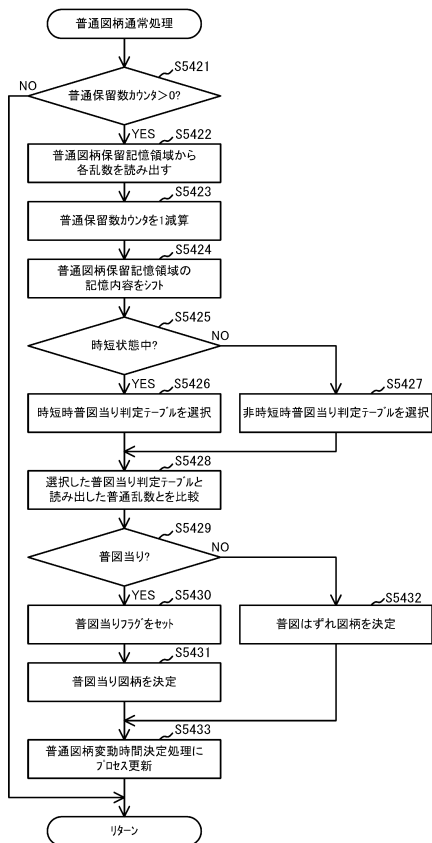 普通図柄通常処理
S5421
NO
普通保留数カウンタ>0?
YES
S5422
普通図柄保留記憶領域から
各乱数を読み出す
S5423
普通保留数カウンタを1減算
S5424
普通図柄保留記憶領域の
記憶内容をシフト
S5425
時短状態中?
NO
YES
S5426
S5427
時短時普図当り判定テーブルを選択
非時短時普図当り判定テーブルを選択
S5428
選択した普図当り判定テーブルと
読み出した普通乱数とを比較
S5429
普図当り?
NO
YES
S5430
S5432
普図当りフラグをセット
普図はずれ図柄を決定
S5431
普図当り図柄を決定
S5433
普通図柄変動時間決定処理に
プロセス更新
リターン